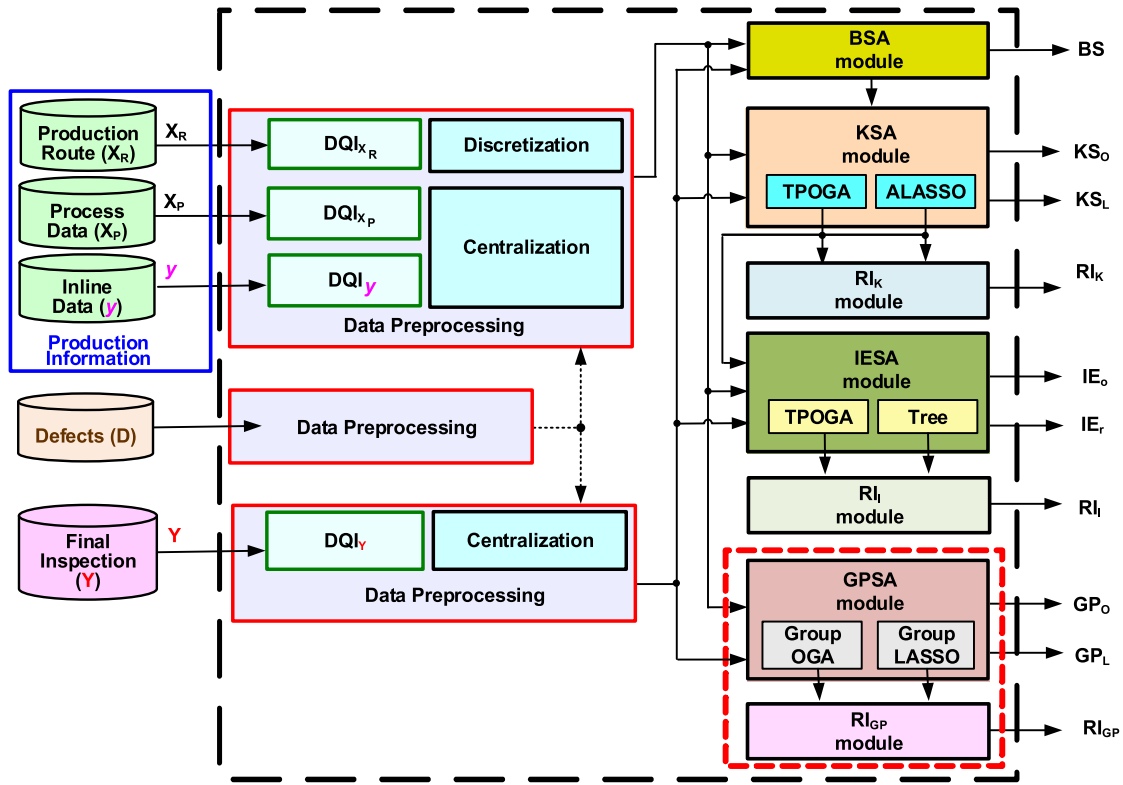 Production
Route (XR)
XR
Process
Data (XP)
XP
Inline
Data (y)
y
Production
Information
Defects (D)
Final
Inspection
(Y)
Y
DQIXR
Discretization
DQIXP
Centralization
DQIy
Data Preprocessing
Data Preprocessing
DQIY
Centralization
Data Preprocessing
BSA
module
BS
KSA
module
TPOGA
ALASSO
KSO
KSL
RIK
module
RIK
IESA
module
TPOGA
Tree
IEo
IEr
RII
module
RII
GPSA
module
Group
OGA
Group
LASSO
GPO
GPL
RIGP
module
RIGP